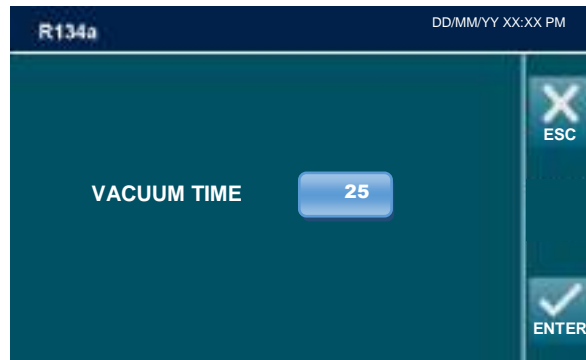 R134a
DD/MM/YY XX:XX PM
ESC
VACUUM TIME 25
ENTER